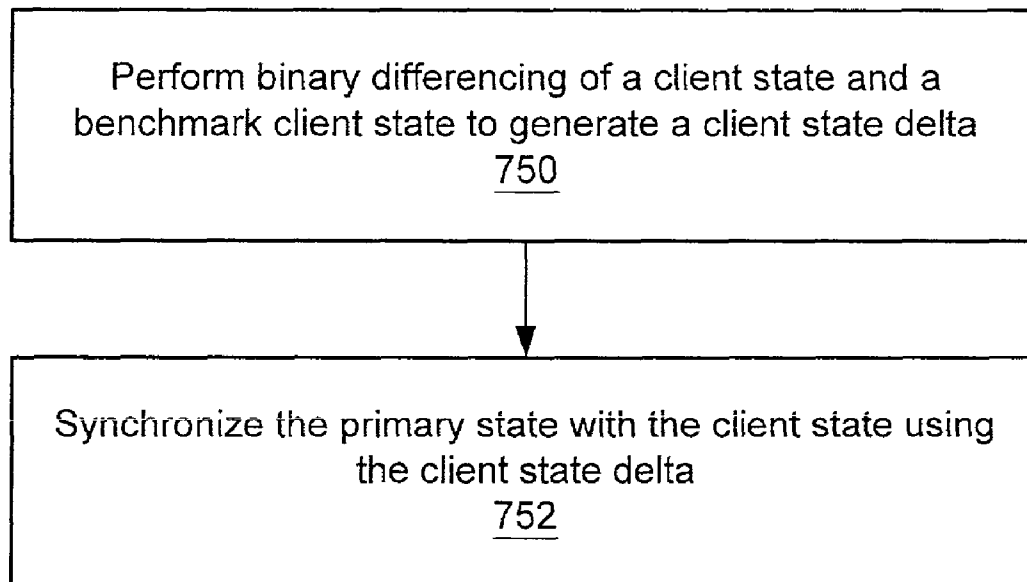 Perform binary differencing of a client state and a
benchmark client state to generate a client state delta
750
Synchronize the primary state with the client state using
the client state delta
752